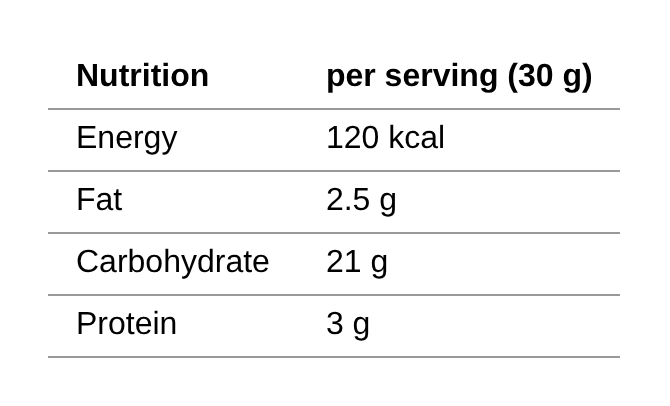 Nutrition per serving (30 g)
Energy 120 kcal
Fat 2.5 g
Carbohydrate 21 g
Protein 3 g